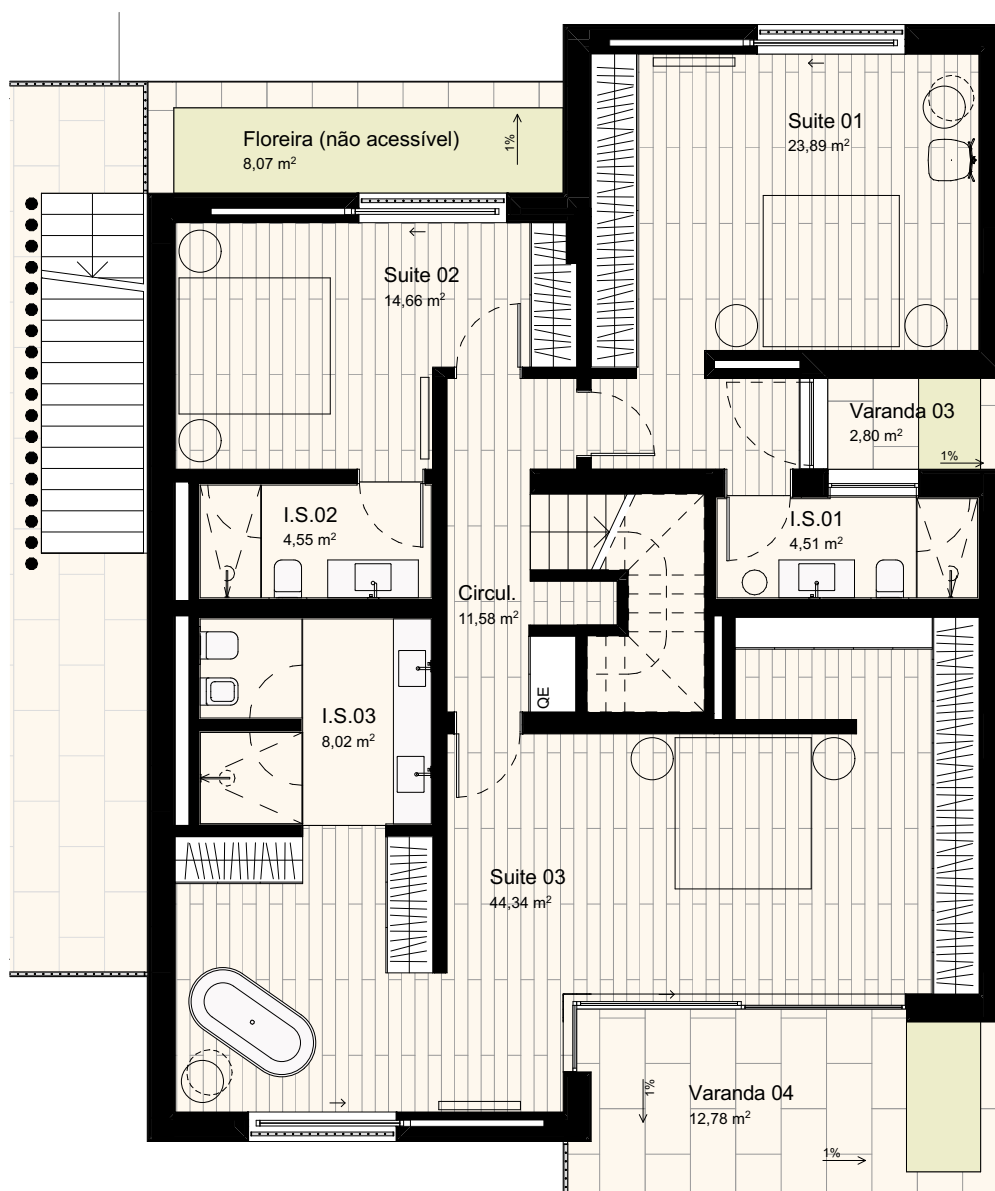 Suite 01
23,89 m²
Floreira (não acessível)
8,07 m²
1%
Suite 02
14,66 m²
Varanda 03
2,80 m²
1%
I.S.02
4,55 m²
I.S.01
4,51 m²
Circul.
11,58 m²
QE
I.S.03
8,02 m²
Suite 03
44,34 m²
1%
Varanda 04
12,78 m²
1%